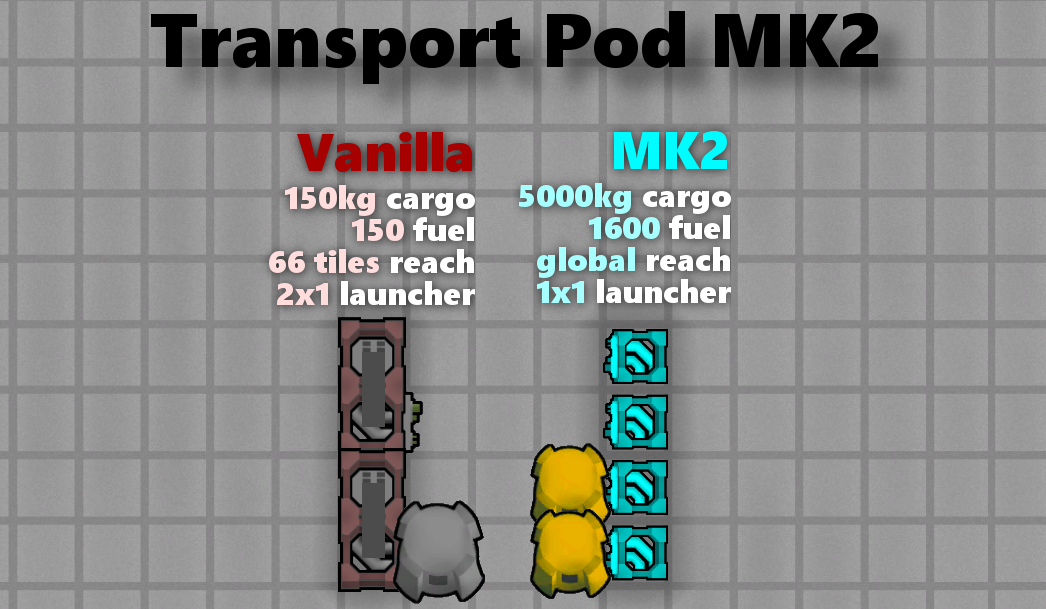 Transport Pod MK2
Vanilla
150kg cargo
150 fuel
66 tiles reach
2x1 launcher
MK2
5000kg cargo
1600 fuel
global reach
1x1 launcher